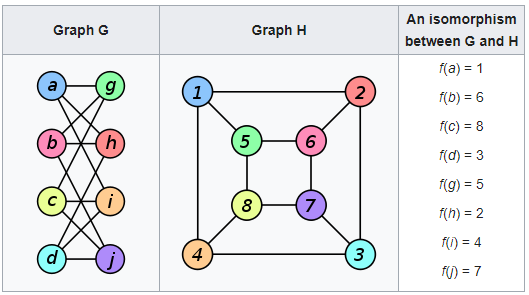 Graph G
Graph H
An isomorphism
between G and H
a
g
b
h
c
i
d
j
1
2
5
6
8
7
4
3
f(a) = 1
f(b) = 6
f(c) = 8
f(d) = 3
f(g) = 5
f(h) = 2
f(i) = 4
f(j) = 7